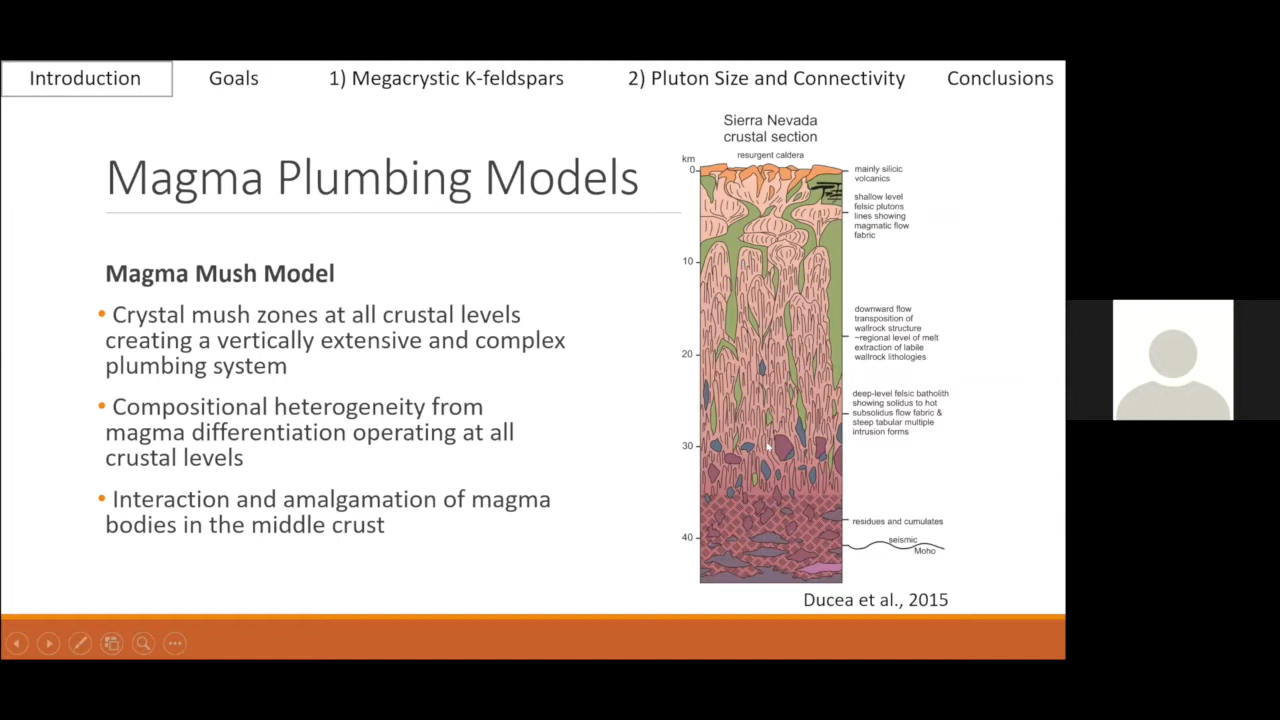 Introduction
Goals
1) Megacrystic K-feldspars
2) Pluton Size and Connectivity
Conclusions
Magma Plumbing Models
Magma Mush Model
• Crystal mush zones at all crustal levels
creating a vertically extensive and complex
plumbing system
• Compositional heterogeneity from
magma differentiation operating at all
crustal levels
• Interaction and amalgamation of magma
bodies in the middle crust
Sierra Nevada
crustal section
resurgent caldera
km
0
10
20
30
40
mainly silicic
volcanics
shallow level
felsic plutons
lines showing
magmatic flow
fabric
downward flow
transposition of
wallrock structure
~regional level of melt
extraction of labile
wallrock lithologies
deep-level felsic batholith
showing solidus to hot
subsolidus flow fabric &
steep tabular multiple
intrusion forms
residues and cumulates
seismic
Moho
Ducea et al., 2015